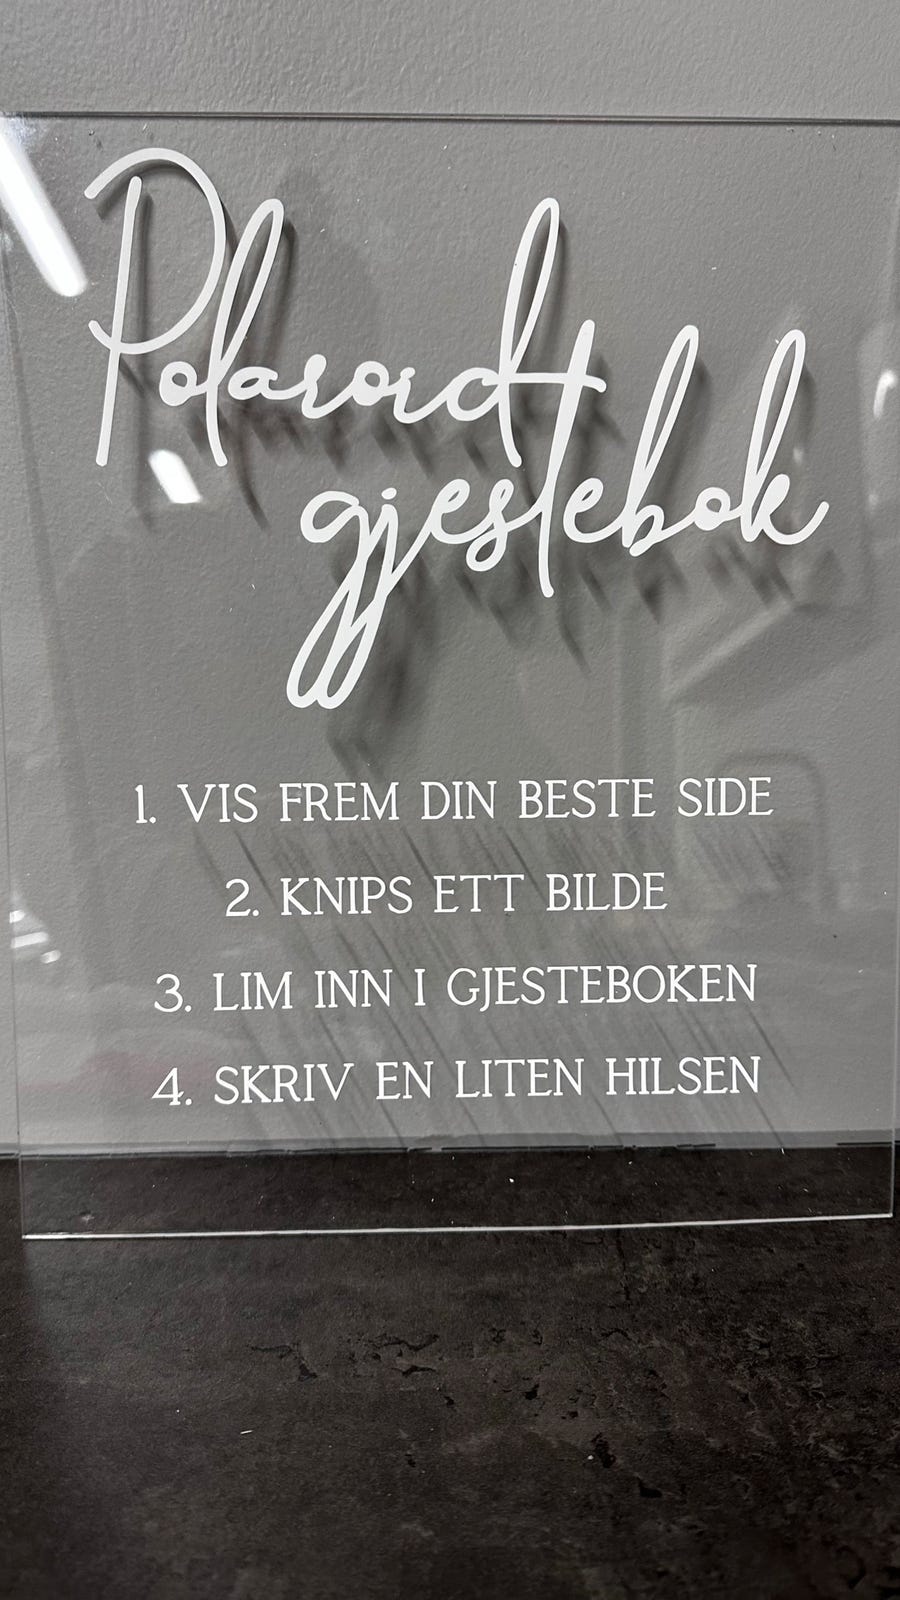 Polaroid
gjestebok
1. VIS FREM DIN BESTE SIDE
2. KNIPS ETT BILDE
3. LIM INN I GJESTEBOKEN
4. SKRIV EN LITEN HILSEN